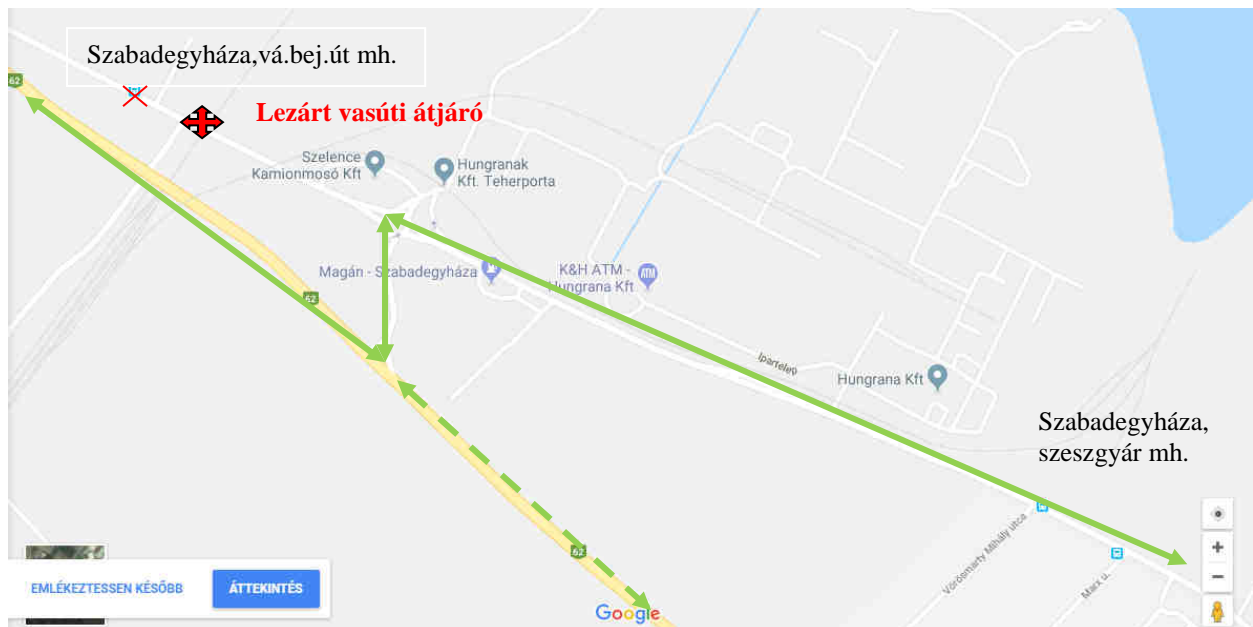 Szabadegyháza,vá.bej.út mh.
62
Lezárt vasúti átjáró
Szelence
Kamionmosó Kft
Hungranak
Kft. Teherporta
Magán - Szabadegyháza
K&H ATM -
Hungrana Kft
ATM
62
Ipartelep
Hungrana Kft
Szabadegyháza,
szeszgyár mh.
Vörösmarty Mihály utca
Marx u.
62
EMLÉKEZTESSEN KÉSŐBB
ÁTTEKINTÉS
Google
+
−